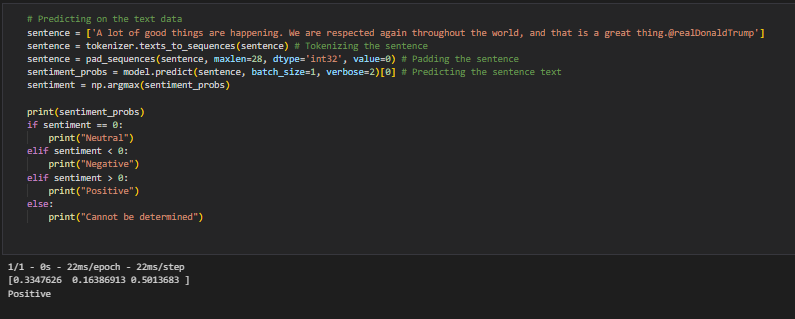 # Predicting on the text data
sentence = ['A lot of good things are happening. We are respected again throughout the world, and that is a great thing.@realDonaldTrump']
sentence = tokenizer.texts_to_sequences(sentence) # Tokenizing the sentence
sentence = pad_sequences(sentence, maxlen=28, dtype='int32', value=0) # Padding the sentence
sentiment_probs = model.predict(sentence, batch_size=1, verbose=2)[0] # Predicting the sentence text
sentiment = np.argmax(sentiment_probs)

print(sentiment_probs)
if sentiment == 0:
    print("Neutral")
elif sentiment < 0:
    print("Negative")
elif sentiment > 0:
    print("Positive")
else:
    print("Cannot be determined")

1/1 - 0s - 22ms/epoch - 22ms/step
[0.3347626  0.16386913 0.5013683 ]
Positive